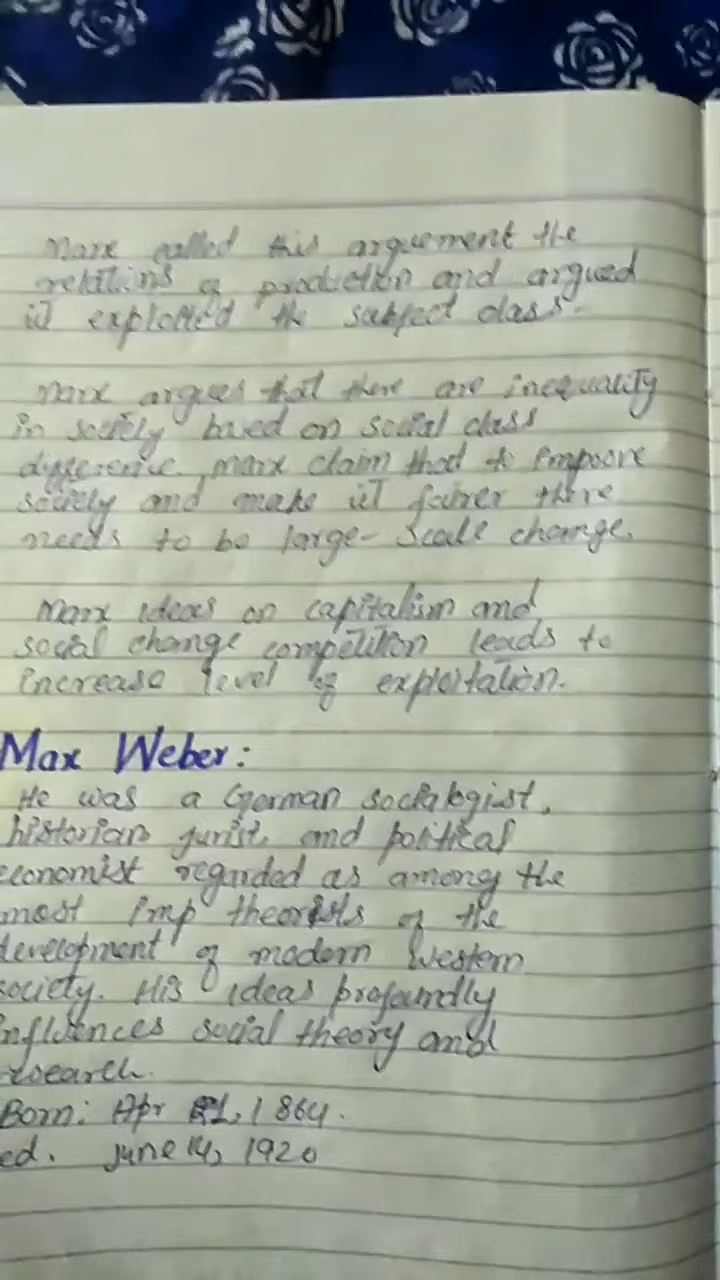 Marx called this arguement the
relations of production and argued
it exploited the subject class.
Marx argues that there are inequality
in society based on social class
difference, marx claim that to empoore
society and make it fairer there
needs to be large-scale change.
Marx ideas on capitalism and
social change competition leads to
increase level of exploitation.
Max Weber:
He was a German sociologist,
historian jurist, and political
economist regarded as among the
most imp theorists of the
development of modern western
society. His ideas profoundly
influences social theory and
research.
Born: Apr 21, 1864.
ed. June 14, 1920